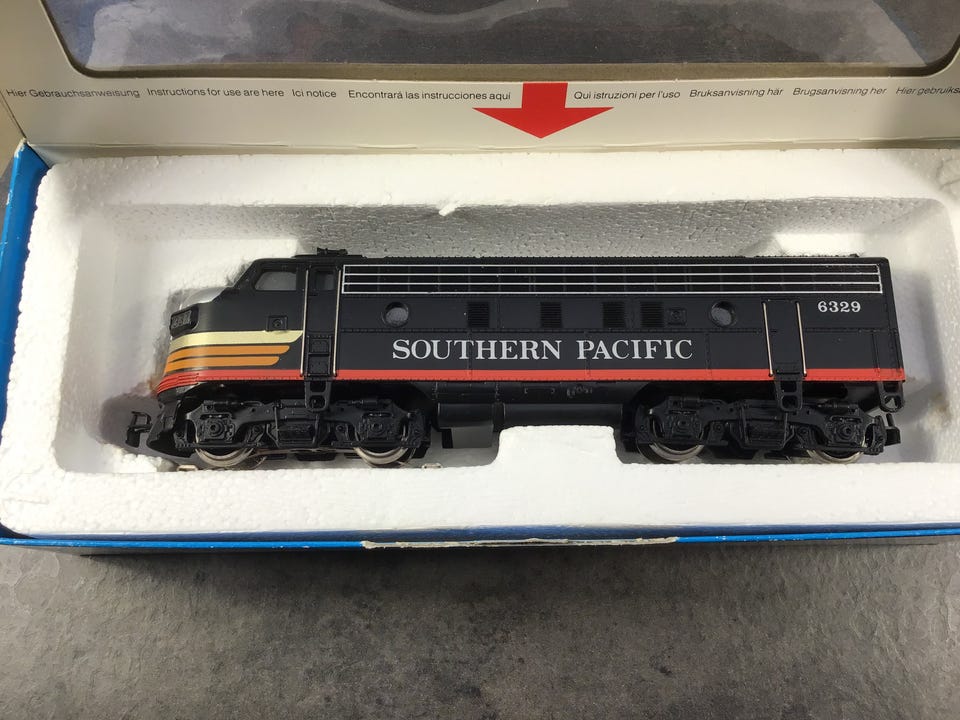 Hier Gebrauchsanweisung Instructions for use are here Ici notice Encontrará las instrucciones aqui Qui istruzioni per l'uso Bruksanvisning här Brugsanvisning her Hier gebruiks
6329
SOUTHERN PACIFIC